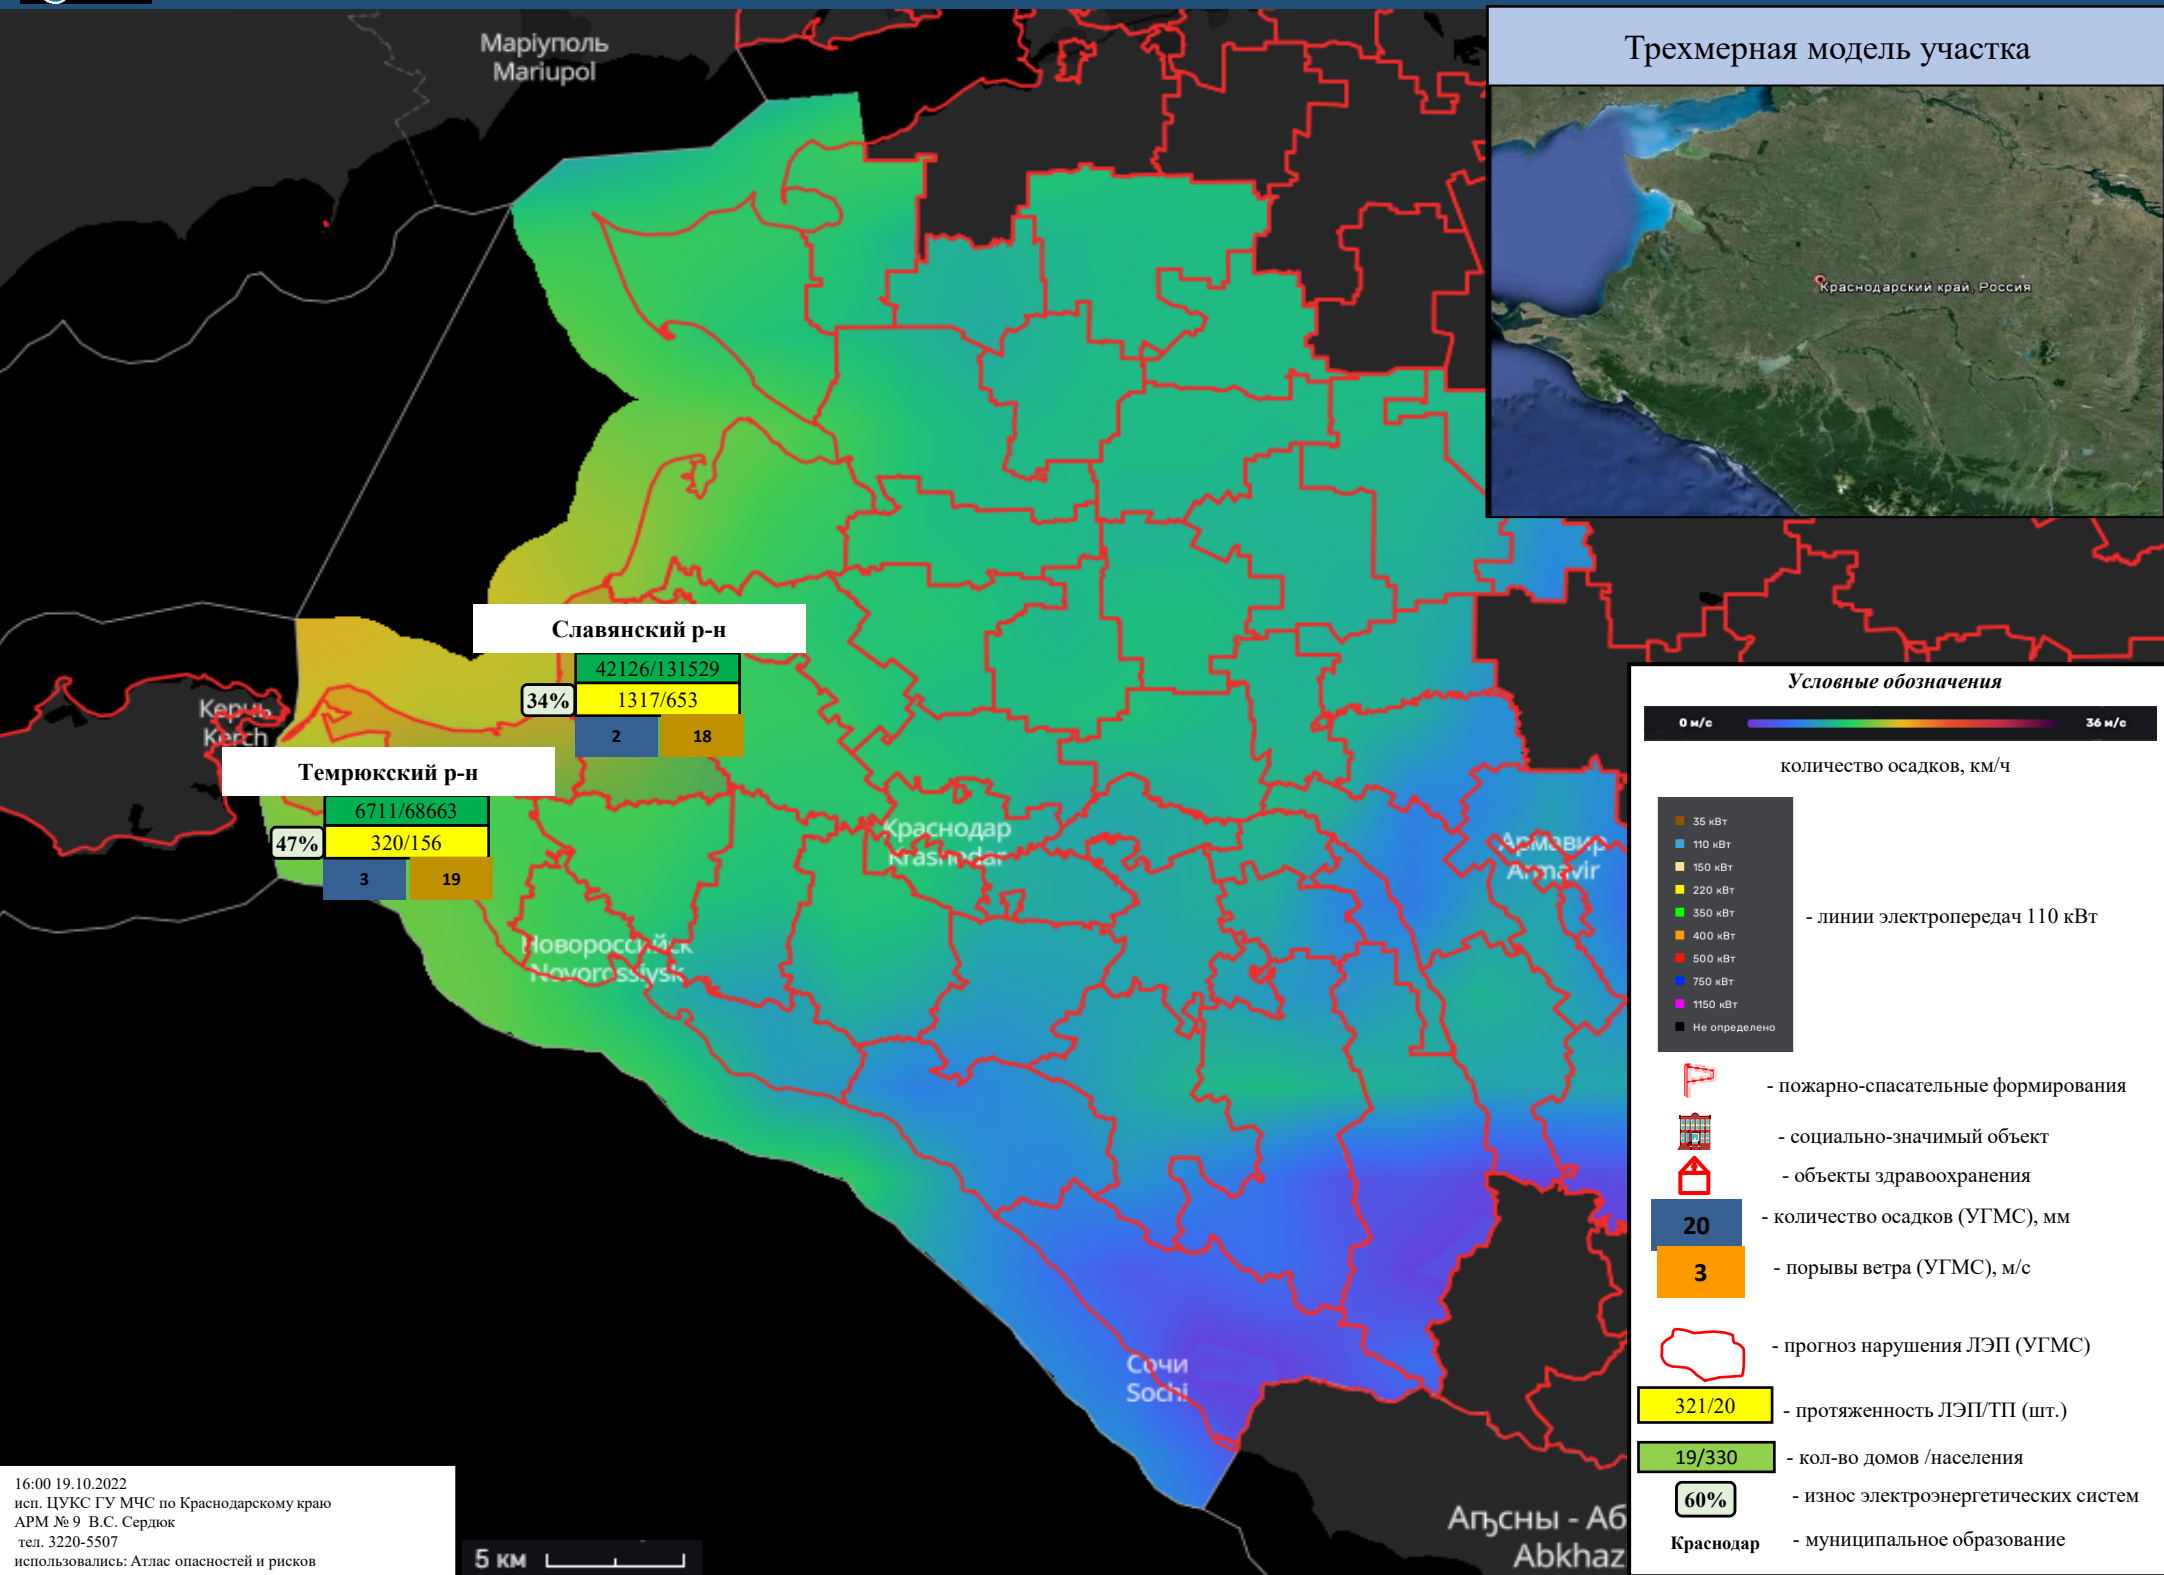 Маріуполь
Mariupol
Трехмерная модель участка
Краснодарский край, Россия
Славянский р-н
42126/131529
34%
1317/653
2
18
Керчь
Kerch
Темрюкский р-н
6711/68663
47%
320/156
3
19
Краснодар
Krasnodar
Армавир
Armavir
Новороссийск
Novorossiysk
Сочи
Sochi
Аҧсны - Аб
Abkhaz
Условные обозначения
0 м/с
36 м/с
количество осадков, км/ч
35 кВт
110 кВт
150 кВт
220 кВт
350 кВт
400 кВт
500 кВт
750 кВт
1150 кВт
Не определено
- линии электропередач 110 кВт
- пожарно-спасательные формирования
- социально-значимый объект
- объекты здравоохранения
20
- количество осадков (УГМС), мм
3
- порывы ветра (УГМС), м/с
- прогноз нарушения ЛЭП (УГМС)
321/20
- протяженность ЛЭП/ТП (шт.)
19/330
- кол-во домов /населения
60%
- износ электроэнергетических систем
Краснодар
- муниципальное образование
16:00 19.10.2022
исп. ЦУКС ГУ МЧС по Краснодарскому краю
АРМ № 9 В.С. Сердюк
тел. 3220-5507
использовались: Атлас опасностей и рисков
5 км